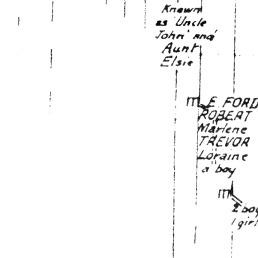 Known
as Uncle
John and
Aunt
Elsie
m E FORD
ROBERT
Marlene
TREVOR
Loraine
a boy
m
2 boy
1 girl